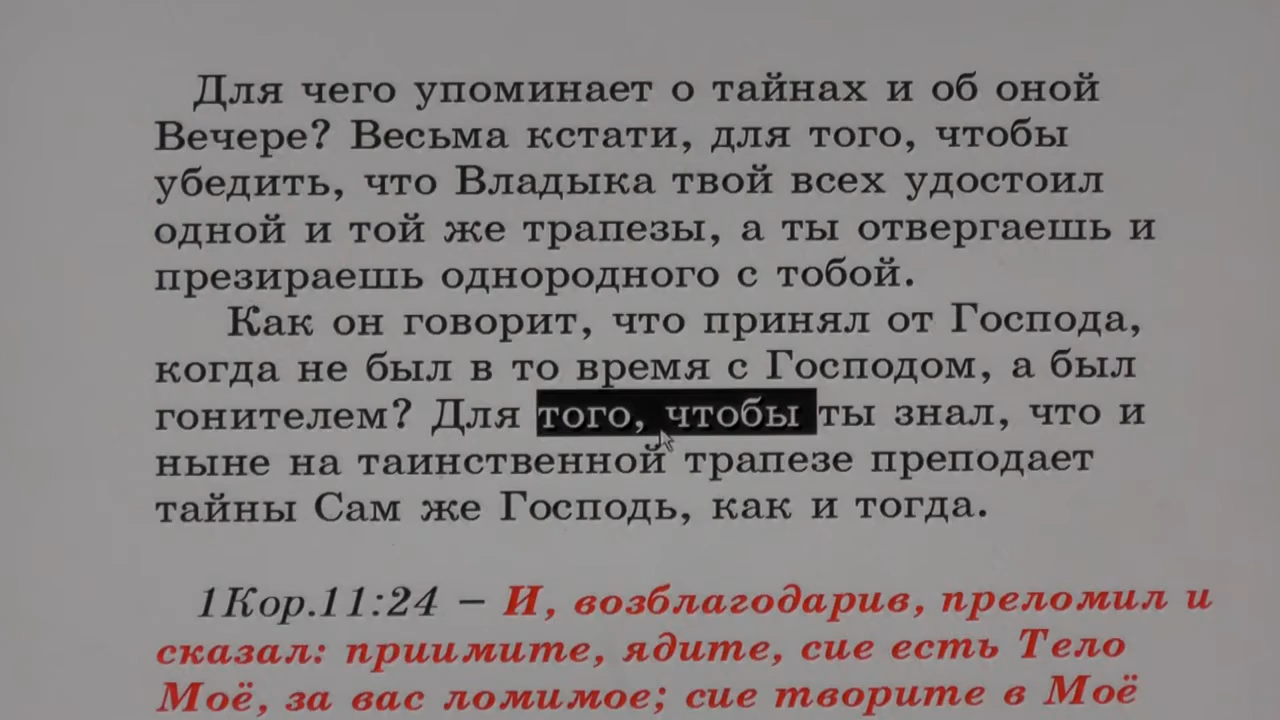 Для чего упоминает о тайнах и об оной
Вечере? Весьма кстати, для того, чтобы
убедить, что Владыка твой всех удостоил
одной и той же трапезы, а ты отвергаешь и
презираешь однородного с тобой.
Как он говорит, что принял от Господа,
когда не был в то время с Господом, а был
гонителем? Для того, чтобы ты знал, что и
ныне на таинственной трапезе преподает
тайны Сам же Господь, как и тогда.
1Кор.11:24 – И, возблагодарив, преломил и
сказал: приимите, ядите, сие есть Тело
Моё, за вас ломимое; сие творите в Моё